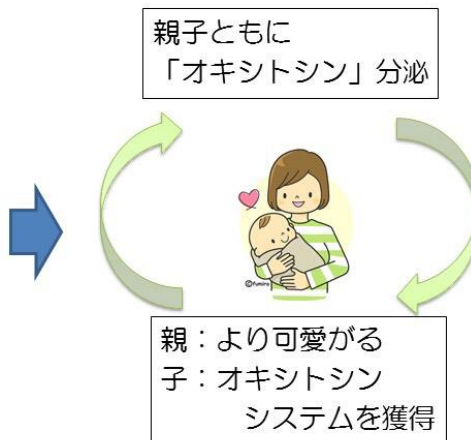 親子ともに
「オキシトシン」分泌
©fumira
親：より可愛がる
子：オキシトシン
システムを獲得